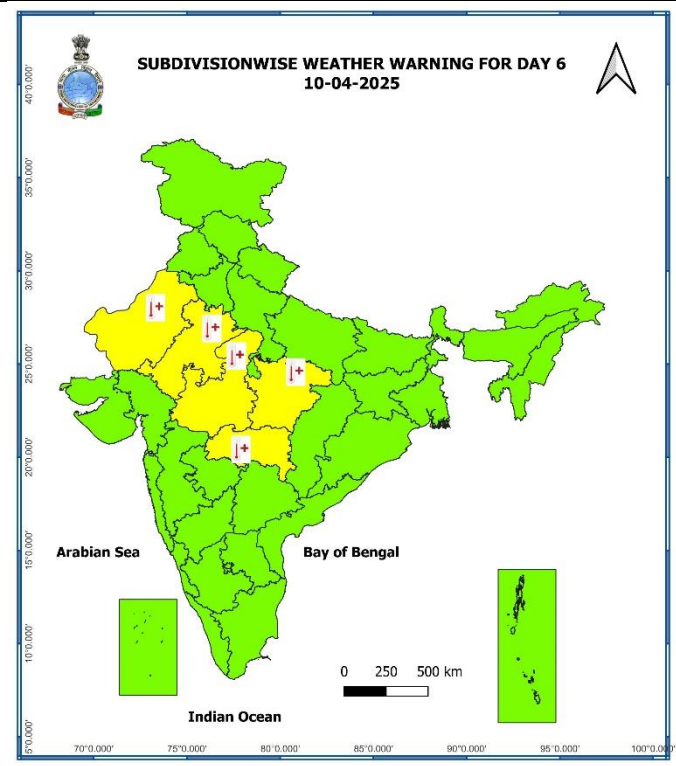 SUBDIVISIONWISE WEATHER WARNING FOR DAY 6
10-04-2025
40°0.000'
35°0.000'
30°0.000'
25°0.000'
20°0.000'
15°0.000'
10°0.000'
5°0.000'
Arabian Sea
Bay of Bengal
0 250 500 km
Indian Ocean
70°0.000' 75°0.000' 80°0.000' 85°0.000' 90°0.000' 95°0.000' 100°0.000'